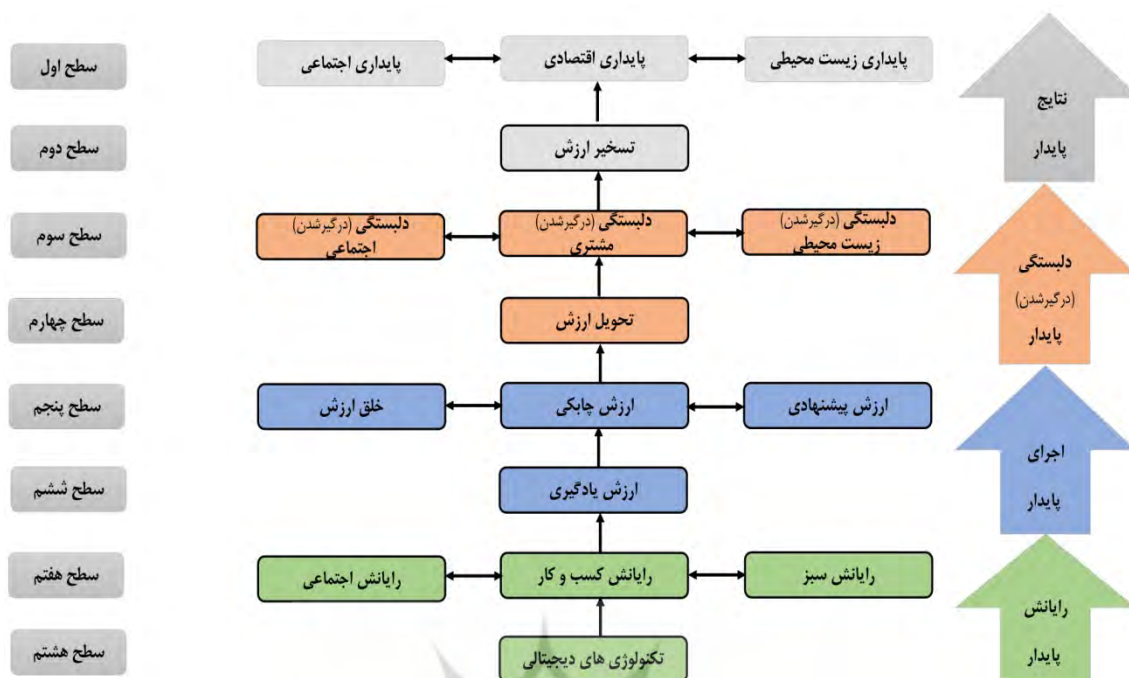 نتایج
پایدار
پایداری زیست محیطی
پایداری اقتصادی
پایداری اجتماعی
سطح اول
تسخیر ارزش
سطح دوم
دلبستگی
(درگیرشدن)
پایدار
دلبستگی (درگیرشدن)
زیست محیطی
دلبستگی (درگیرشدن)
مشتری
دلبستگی (درگیرشدن)
اجتماعی
سطح سوم
تحویل ارزش
سطح چهارم
اجرای
پایدار
ارزش پیشنهادی
ارزش چابکی
خلق ارزش
سطح پنجم
ارزش یادگیری
سطح ششم
رایانش
پایدار
رایانش سبز
رایانش کسب و کار
رایانش اجتماعی
سطح هفتم
تکنولوژی های دیجیتالی
سطح هشتم